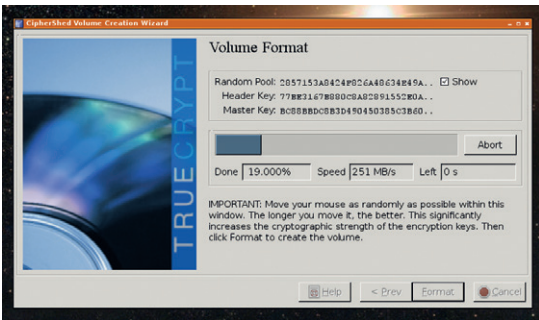 CipherShed Volume Creation Wizard
TRUECRYPT
Volume Format
Random Pool: 2857153A8424F826A48634E49A.. Show
Header Key: 77BE3167B880C8A82891552E0A..
Master Key: BC88BBDC8B3D490450385C3B60..
Abort
Done 19.000% Speed 251 MB/s Left 0 s
IMPORTANT: Move your mouse as randomly as possible within this
window. The longer you move it, the better. This significantly
increases the cryptographic strength of the encryption keys. Then
click Format to create the volume.
Help < Prev Format Cancel